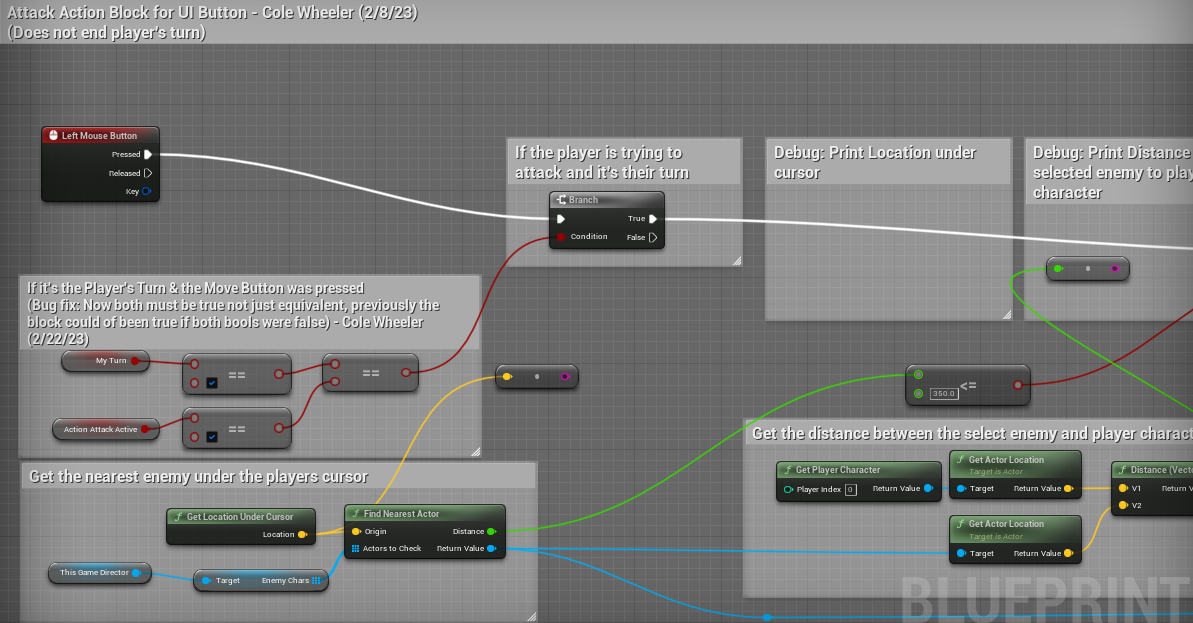 Attack Action Block for UI Button - Cole Wheeler (2/8/23)
(Does not end player's turn)
Left Mouse Button
Pressed
Released
Key
If the player is trying to
attack and it's their turn
Branch
True
Condition
False
Debug: Print Location under
cursor
Debug: Print Distance
selected enemy to play
character
If it's the Player's Turn & the Move Button was pressed
(Bug fix: Now both must be true not just equivalent, previously the
block could of been true if both bools were false) - Cole Wheeler
(2/22/23)
My Turn
==
==
Action Attack Active
==
350.0
<=
Get the distance between the select enemy and player charact
Get Player Character
Player Index 0
Return Value
Get Actor Location
Target is Actor
Target
Return Value
Distance (Vecto
V1
Return V
V2
Get Actor Location
Target is Actor
Target
Return Value
Get the nearest enemy under the players cursor
Get Location Under Cursor
Location
Find Nearest Actor
Origin
Distance
Actors to Check
Return Value
This Game Director
Target
Enemy Chars
BLUEPRINT